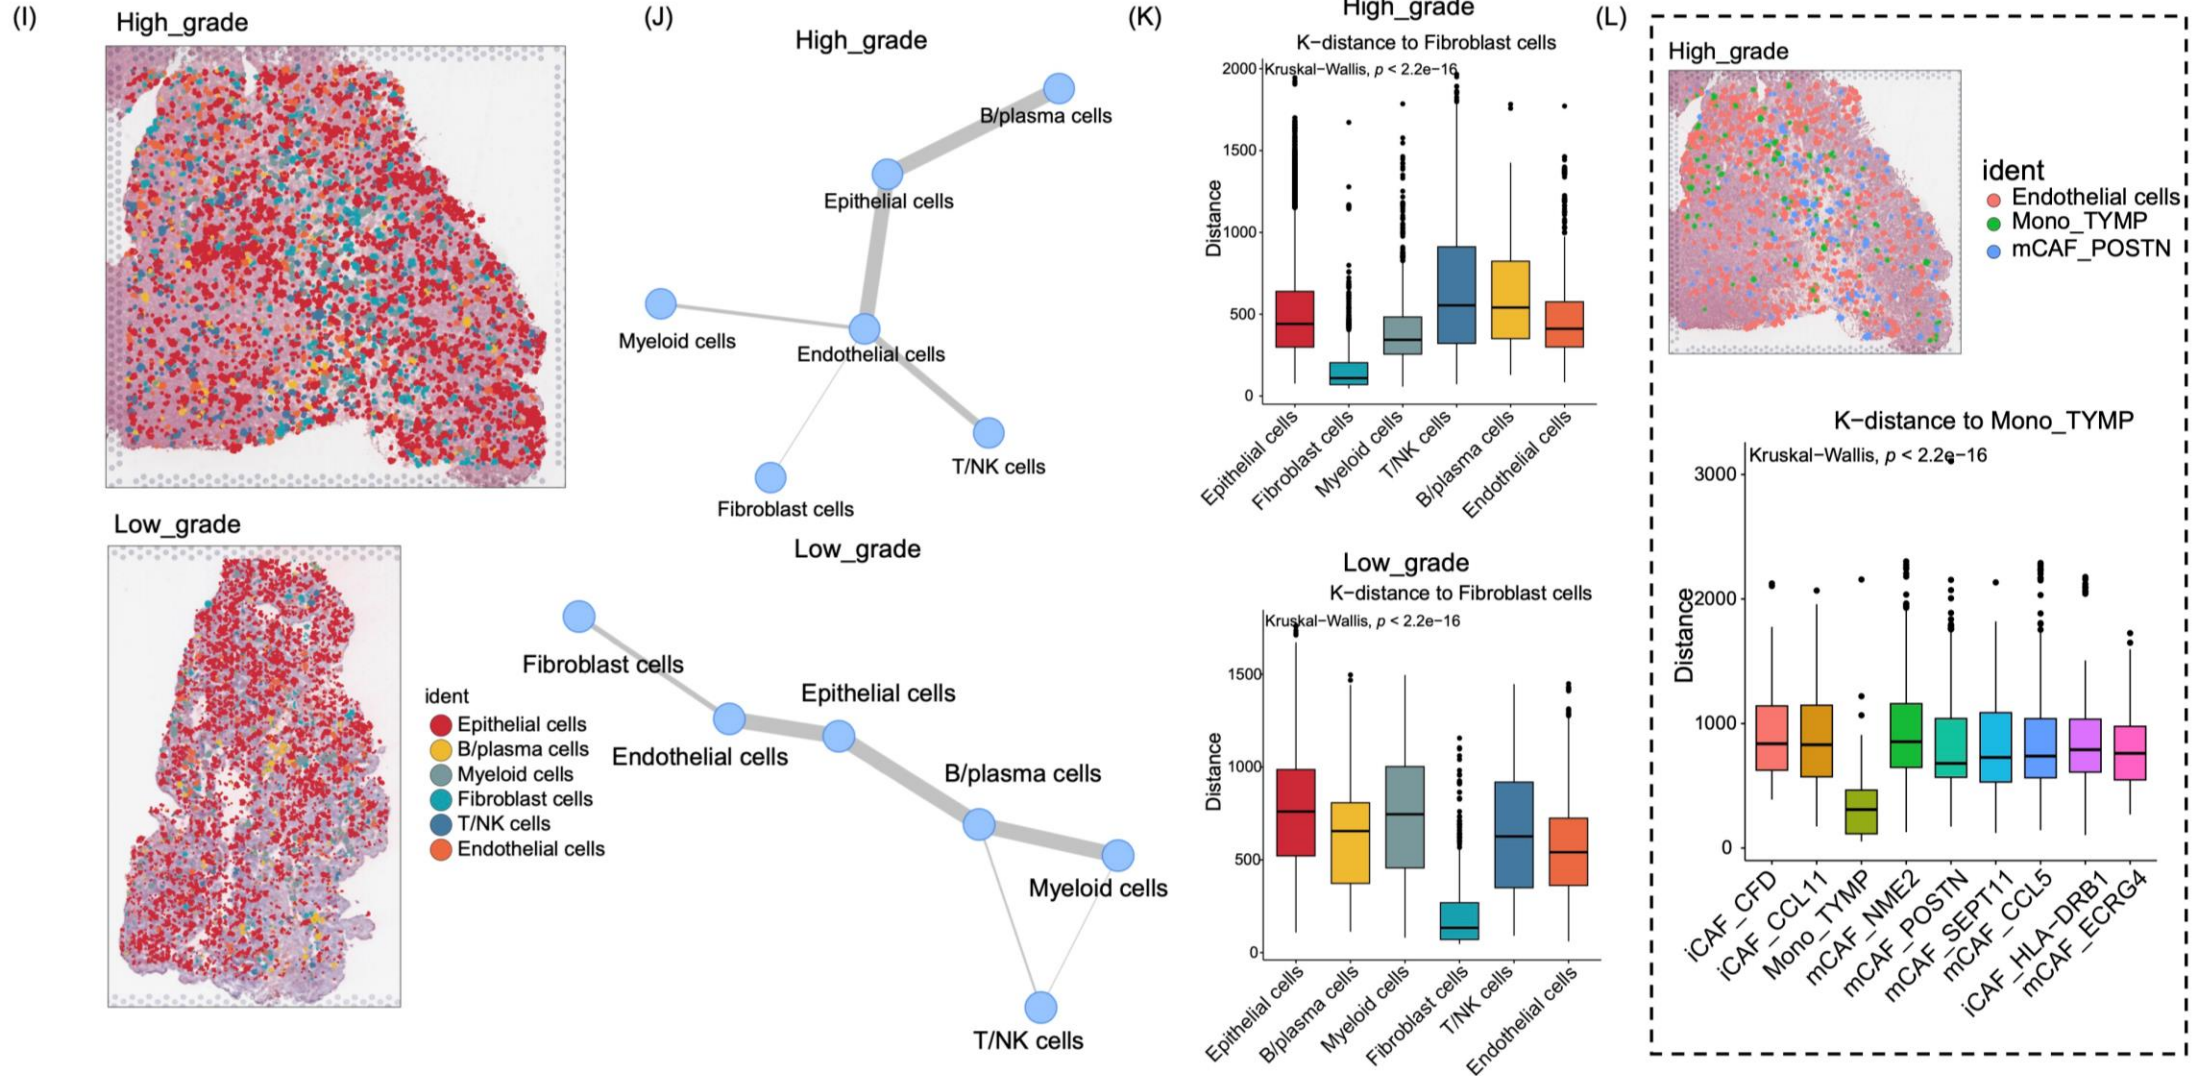 (I)
High_grade
Low_grade
ident
Epithelial cells
B/plasma cells
Myeloid cells
Fibroblast cells
T/NK cells
Endothelial cells
(J)
High_grade
B/plasma cells
Epithelial cells
Myeloid cells
Endothelial cells
T/NK cells
Fibroblast cells
Low_grade
Fibroblast cells
Epithelial cells
Endothelial cells
B/plasma cells
Myeloid cells
T/NK cells
(K)
High_grade
K−distance to Fibroblast cells
Kruskal−Wallis, p < 2.2e−16
Distance
2000
1500
1000
500
0
Epithelial cells
Fibroblast cells
Myeloid cells
T/NK cells
B/plasma cells
Endothelial cells
Low_grade
K−distance to Fibroblast cells
Kruskal−Wallis, p < 2.2e−16
Distance
1500
1000
500
0
Epithelial cells
B/plasma cells
Myeloid cells
Fibroblast cells
T/NK cells
Endothelial cells
(L)
High_grade
ident
Endothelial cells
Mono_TYMP
mCAF_POSTN
K−distance to Mono_TYMP
Kruskal−Wallis, p < 2.2e−16
Distance
3000
2000
1000
0
iCAF_CFD
iCAF_CCL11
Mono_TYMP
mCAF_NME2
mCAF_POSTN
mCAF_SEPT11
mCAF_CCL5
iCAF_HLA−DRB1
mCAF_ECRG4